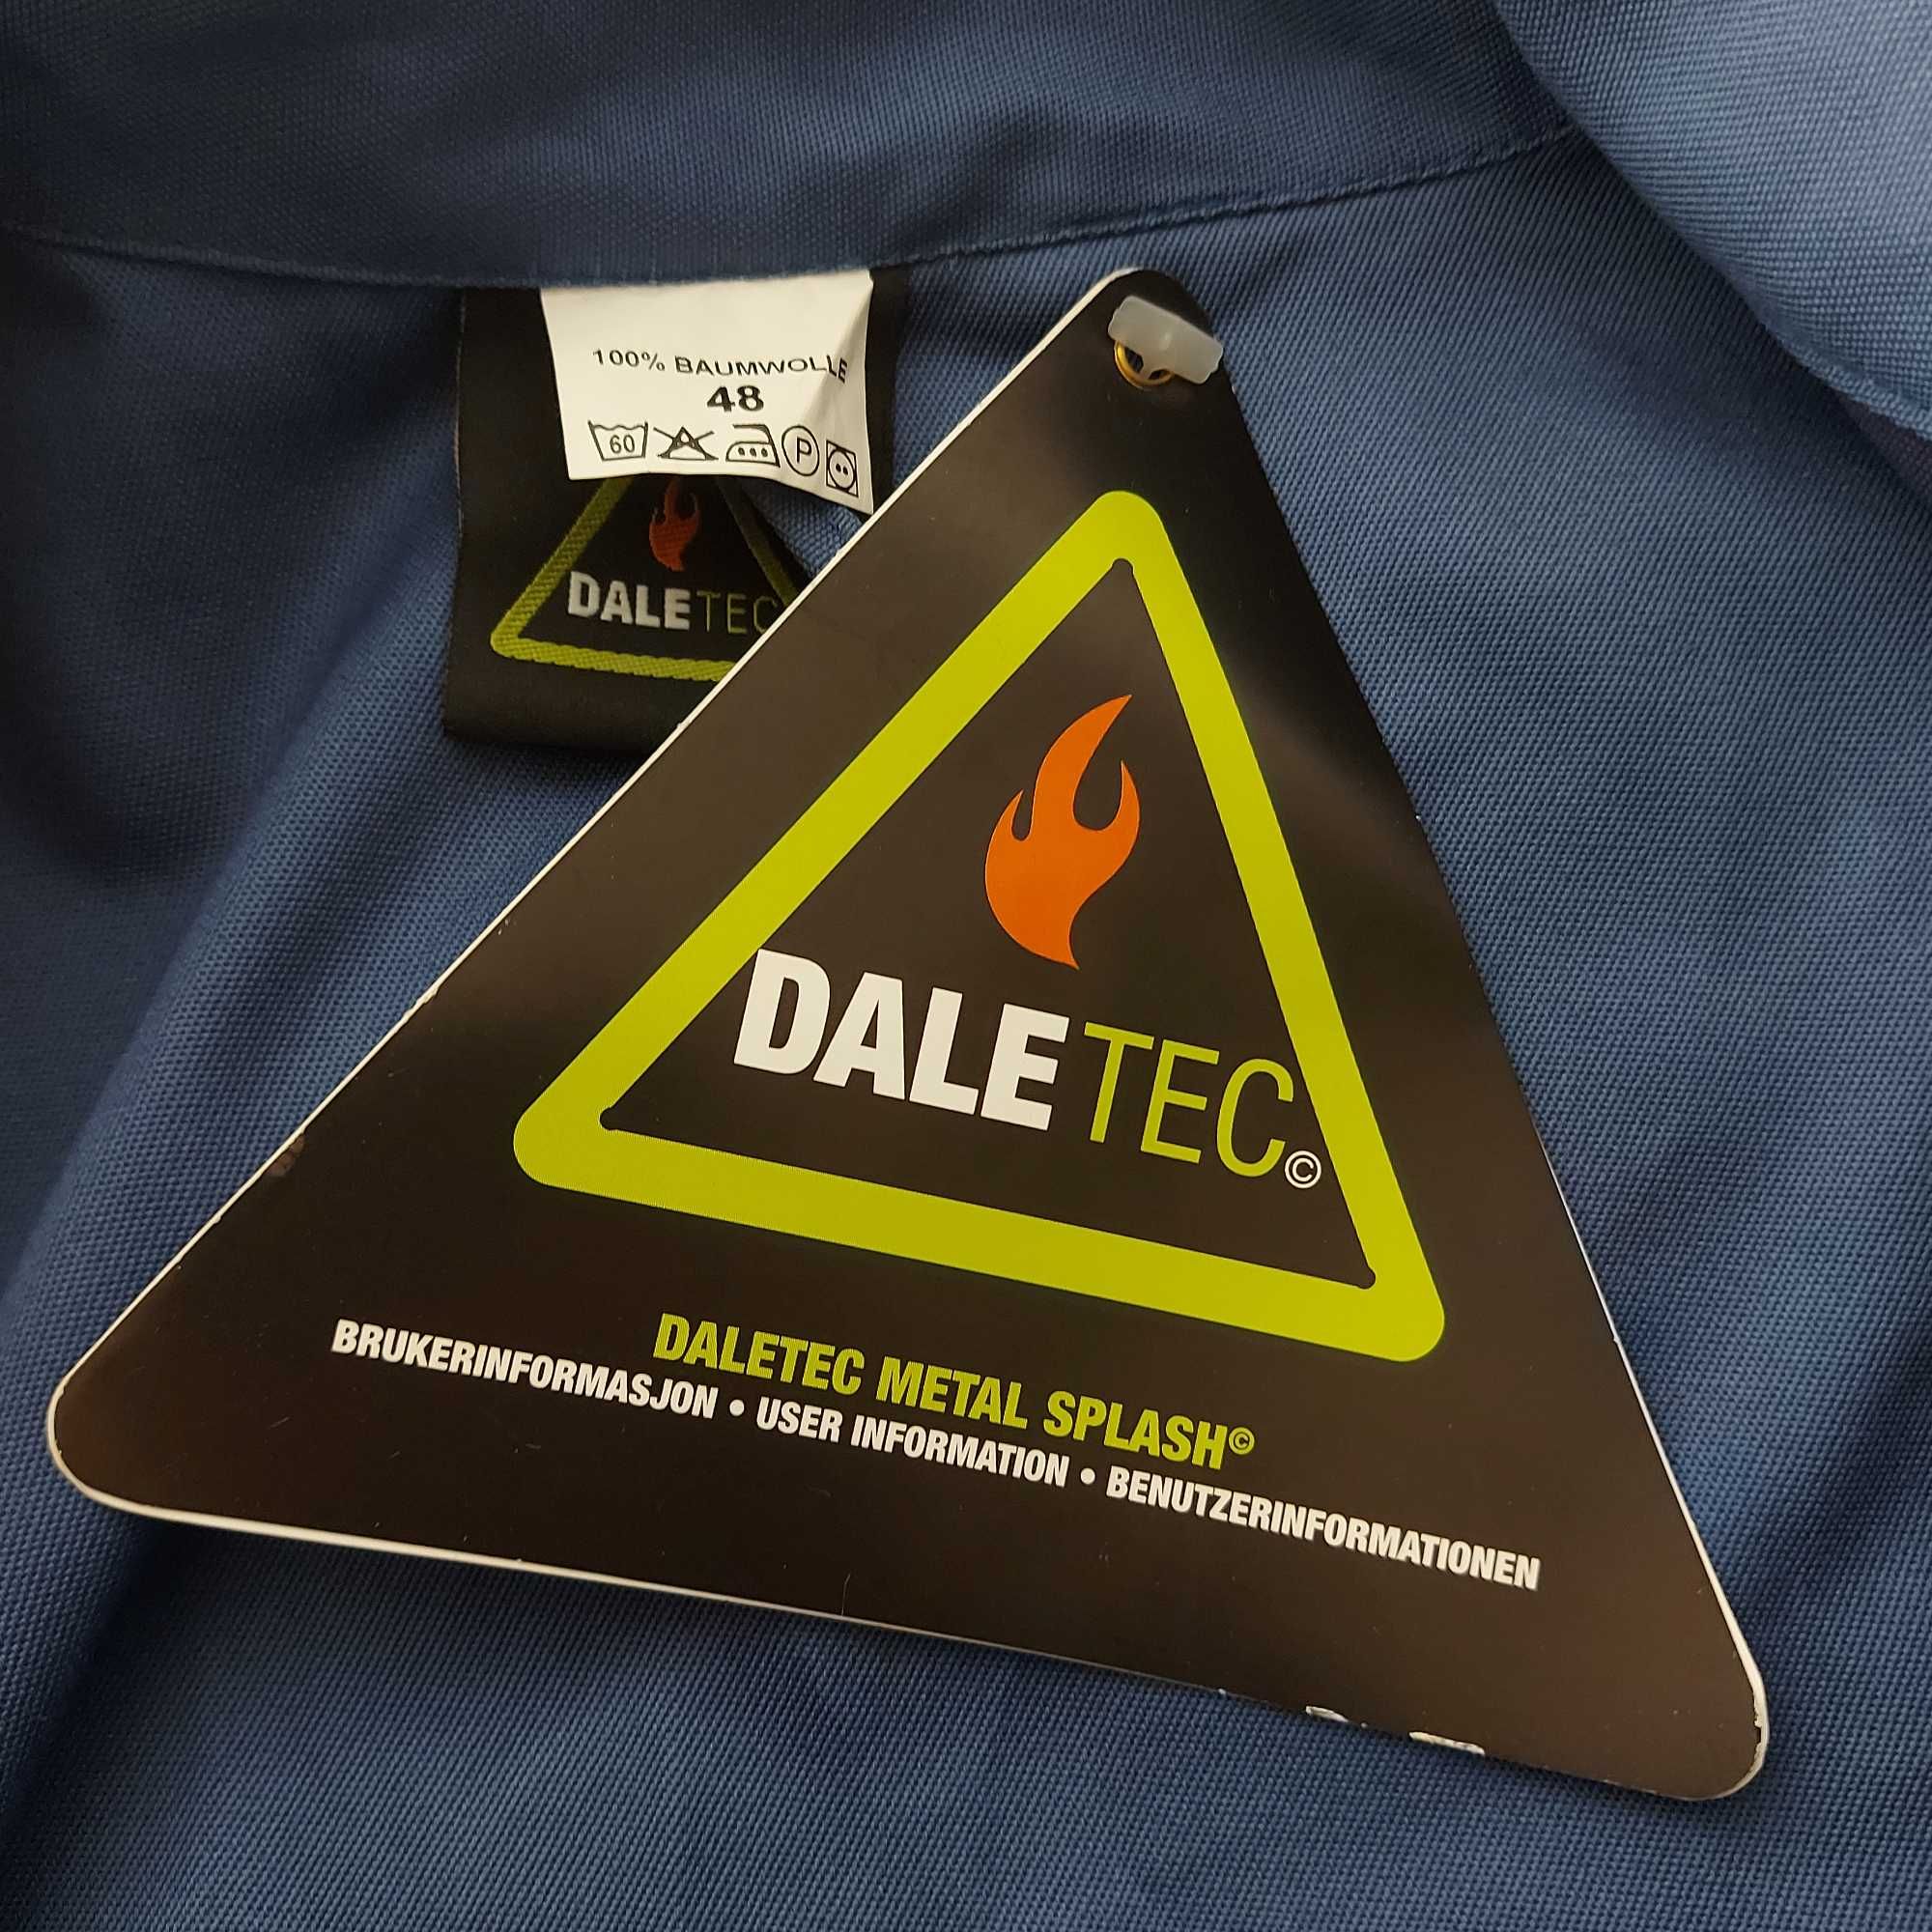 100% BAUMWOLLE
48
60 A P
DALETEC
DALETEC©
DALETEC METAL SPLASH©
BRUKERINFORMASJON • USER INFORMATION • BENUTZERINFORMATIONEN